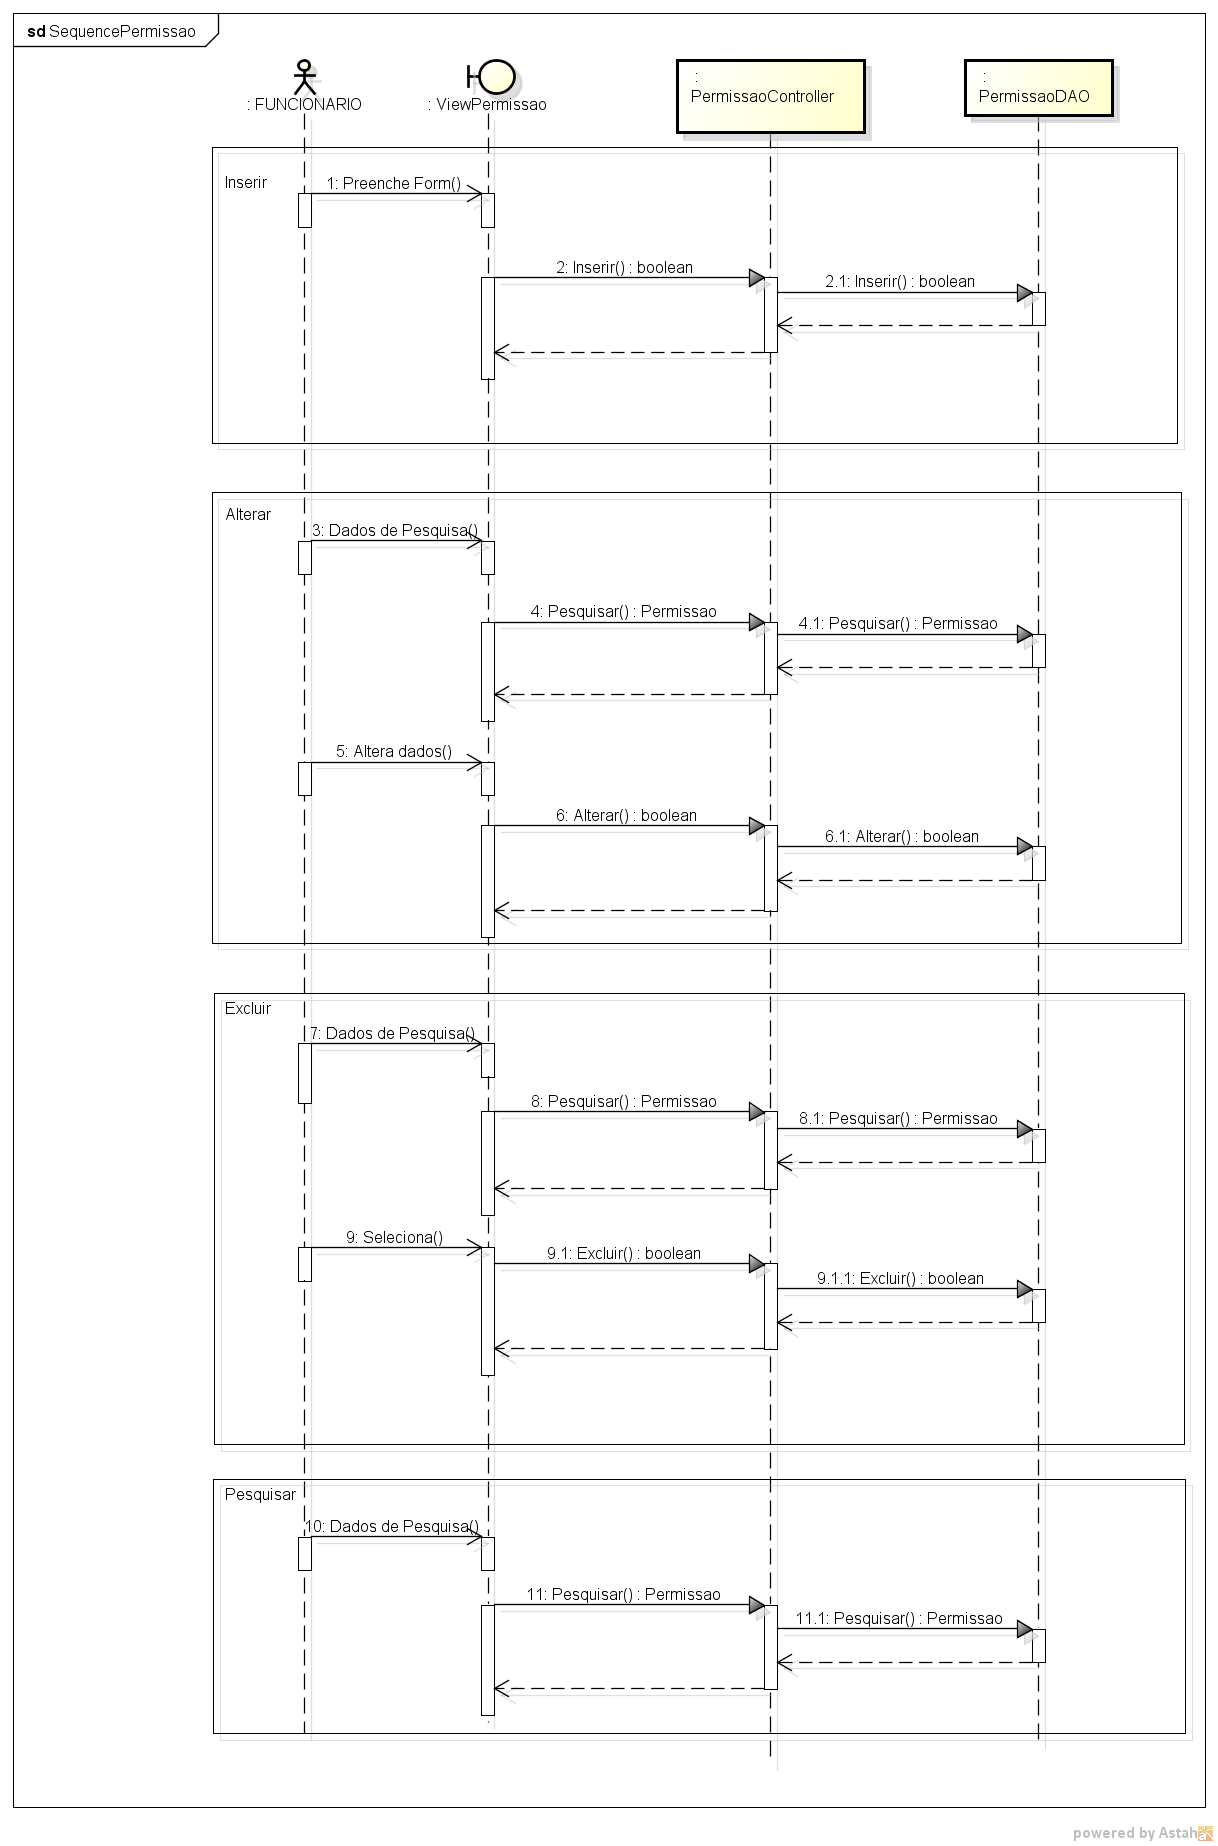 sd SequencePermissao
: FUNCIONARIO
: ViewPermissao
:
PermissaoController
:
PermissaoDAO
Inserir
1: Preenche Form()
2: Inserir() : boolean
2.1: Inserir() : boolean
Alterar
3: Dados de Pesquisa()
4: Pesquisar() : Permissao
4.1: Pesquisar() : Permissao
5: Altera dados()
6: Alterar() : boolean
6.1: Alterar() : boolean
Excluir
7: Dados de Pesquisa()
8: Pesquisar() : Permissao
8.1: Pesquisar() : Permissao
9: Seleciona()
9.1: Excluir() : boolean
9.1.1: Excluir() : boolean
Pesquisar
10: Dados de Pesquisa()
11: Pesquisar() : Permissao
11.1: Pesquisar() : Permissao
powered by Astah